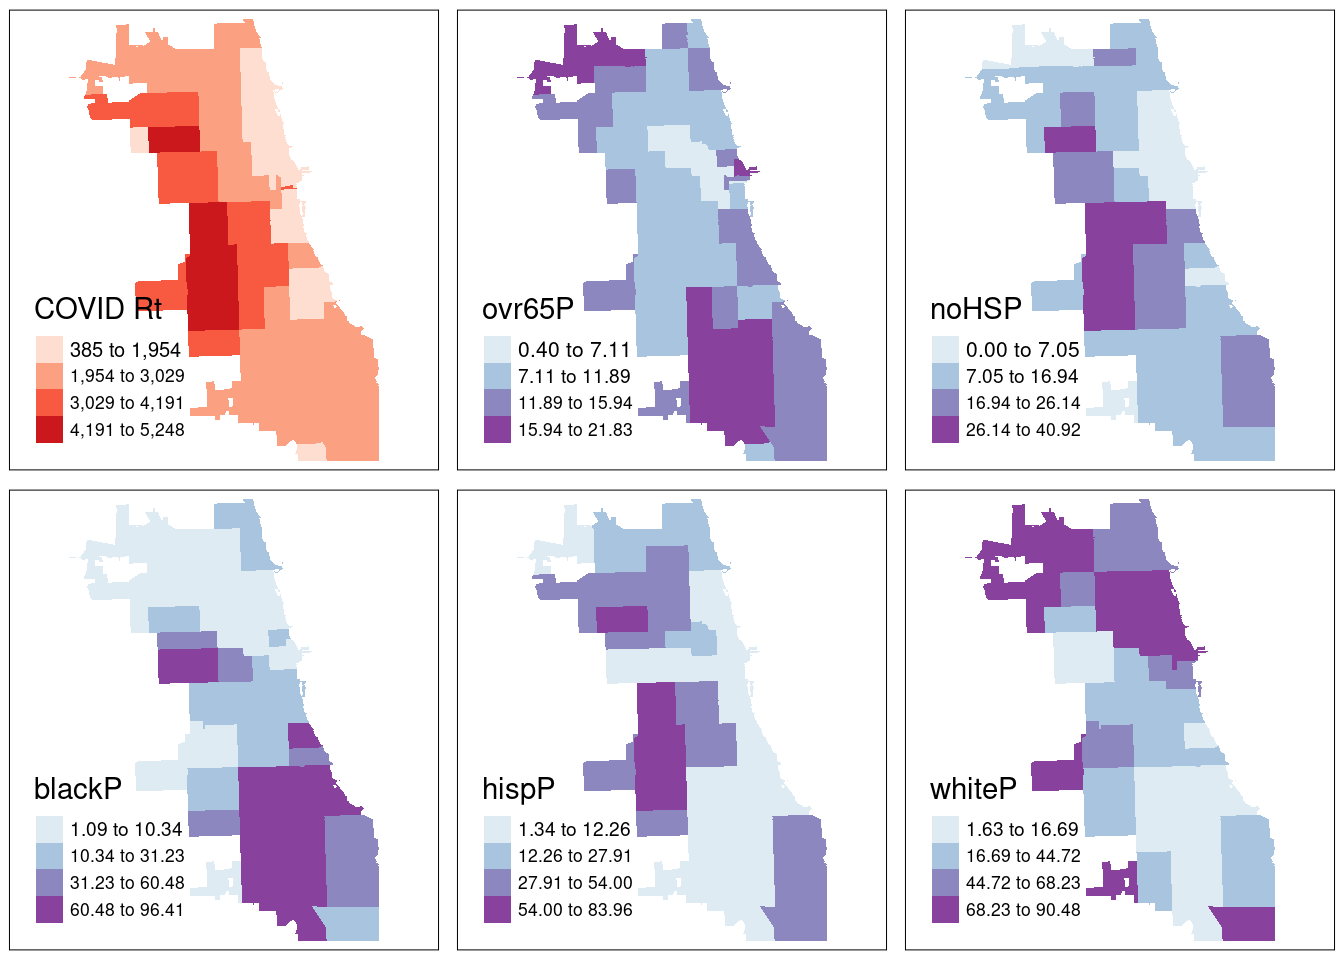 COVID Rt
385 to 1,954
1,954 to 3,029
3,029 to 4,191
4,191 to 5,248
ovr65P
0.40 to 7.11
7.11 to 11.89
11.89 to 15.94
15.94 to 21.83
noHSP
0.00 to 7.05
7.05 to 16.94
16.94 to 26.14
26.14 to 40.92
blackP
1.09 to 10.34
10.34 to 31.23
31.23 to 60.48
60.48 to 96.41
hispP
1.34 to 12.26
12.26 to 27.91
27.91 to 54.00
54.00 to 83.96
whiteP
1.63 to 16.69
16.69 to 44.72
44.72 to 68.23
68.23 to 90.48